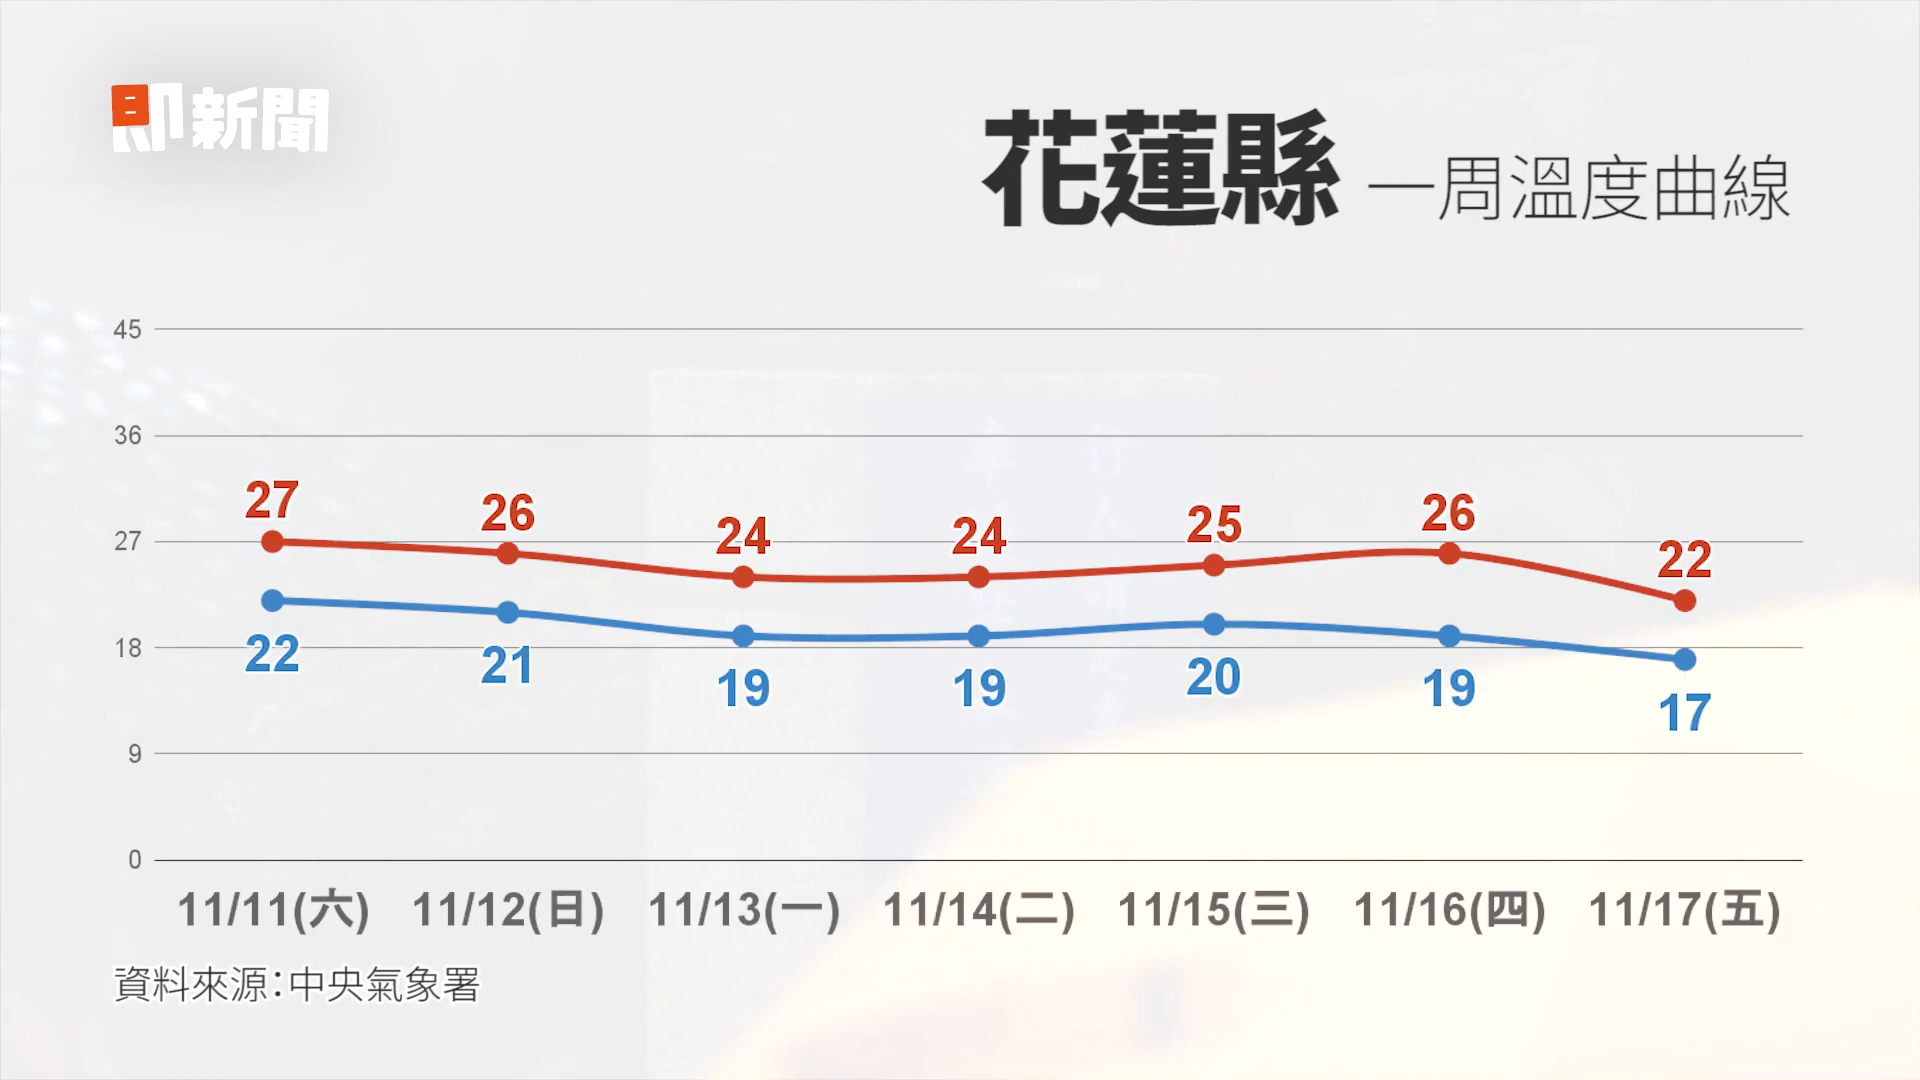 即新聞
花蓮縣 一周溫度曲線
45
36
27
18
9
0
27 26 24 24 25 26 22
22 21 19 19 20 19 17
11/11(六) 11/12(日) 11/13(一) 11/14(二) 11/15(三) 11/16(四) 11/17(五)
資料來源:中央氣象署